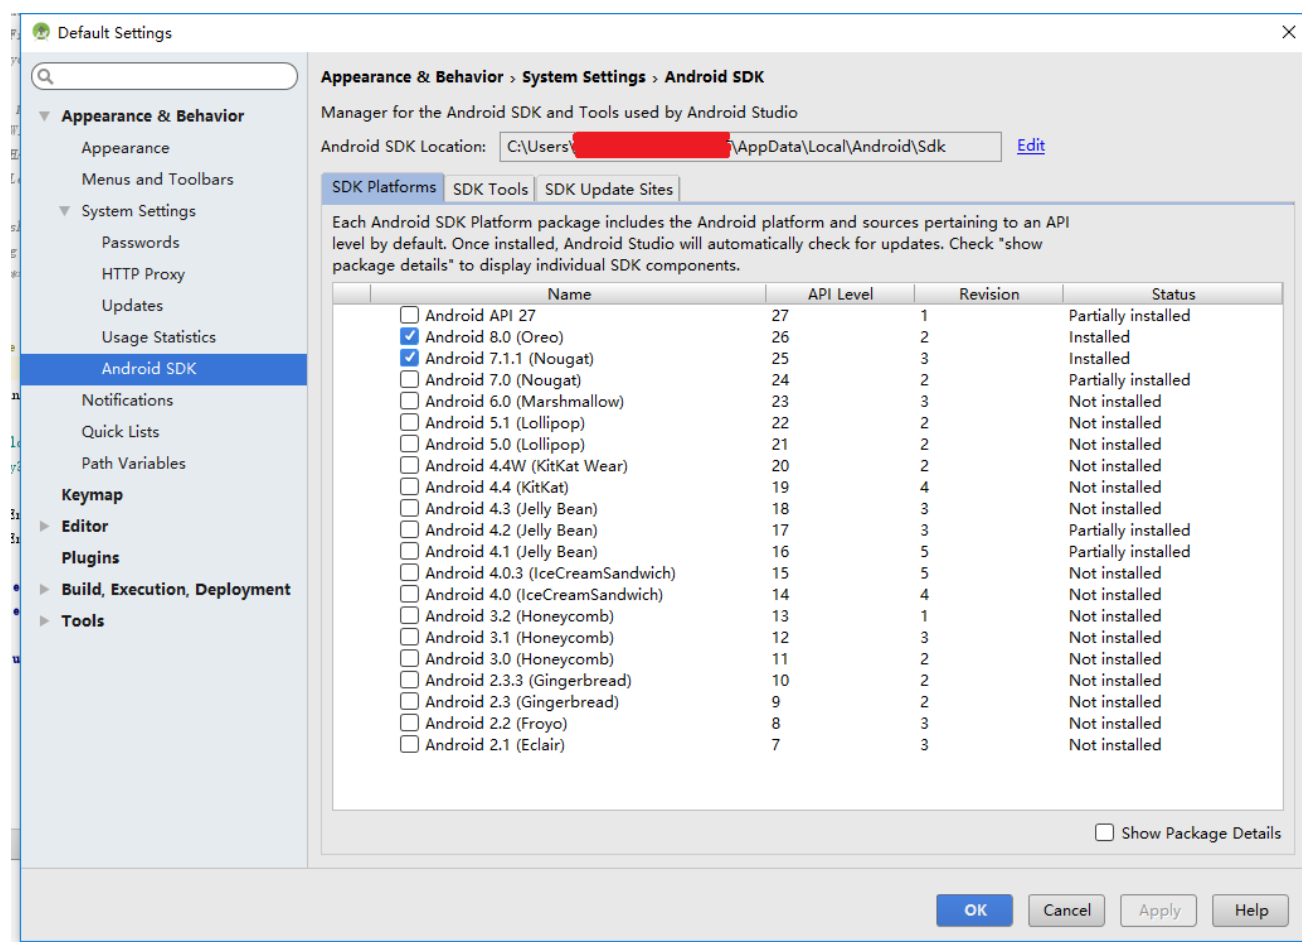 Default Settings
Appearance & Behavior › System Settings › Android SDK
Manager for the Android SDK and Tools used by Android Studio
Android SDK Location: C:\Users\ \AppData\Local\Android\Sdk Edit
Appearance & Behavior
Appearance
Menus and Toolbars
System Settings
Passwords
HTTP Proxy
Updates
Usage Statistics
Android SDK
Notifications
Quick Lists
Path Variables
Keymap
Editor
Plugins
Build, Execution, Deployment
Tools
SDK Platforms SDK Tools SDK Update Sites
Each Android SDK Platform package includes the Android platform and sources pertaining to an API
level by default. Once installed, Android Studio will automatically check for updates. Check "show
package details" to display individual SDK components.
Name API Level Revision Status
Android API 27 27 1 Partially installed
Android 8.0 (Oreo) 26 2 Installed
Android 7.1.1 (Nougat) 25 3 Installed
Android 7.0 (Nougat) 24 2 Partially installed
Android 6.0 (Marshmallow) 23 3 Not installed
Android 5.1 (Lollipop) 22 2 Not installed
Android 5.0 (Lollipop) 21 2 Not installed
Android 4.4W (KitKat Wear) 20 2 Not installed
Android 4.4 (KitKat) 19 4 Not installed
Android 4.3 (Jelly Bean) 18 3 Not installed
Android 4.2 (Jelly Bean) 17 3 Partially installed
Android 4.1 (Jelly Bean) 16 5 Partially installed
Android 4.0.3 (IceCreamSandwich) 15 5 Not installed
Android 4.0 (IceCreamSandwich) 14 4 Not installed
Android 3.2 (Honeycomb) 13 1 Not installed
Android 3.1 (Honeycomb) 12 3 Not installed
Android 3.0 (Honeycomb) 11 2 Not installed
Android 2.3.3 (Gingerbread) 10 2 Not installed
Android 2.3 (Gingerbread) 9 2 Not installed
Android 2.2 (Froyo) 8 3 Not installed
Android 2.1 (Eclair) 7 3 Not installed
Show Package Details
OK Cancel Apply Help